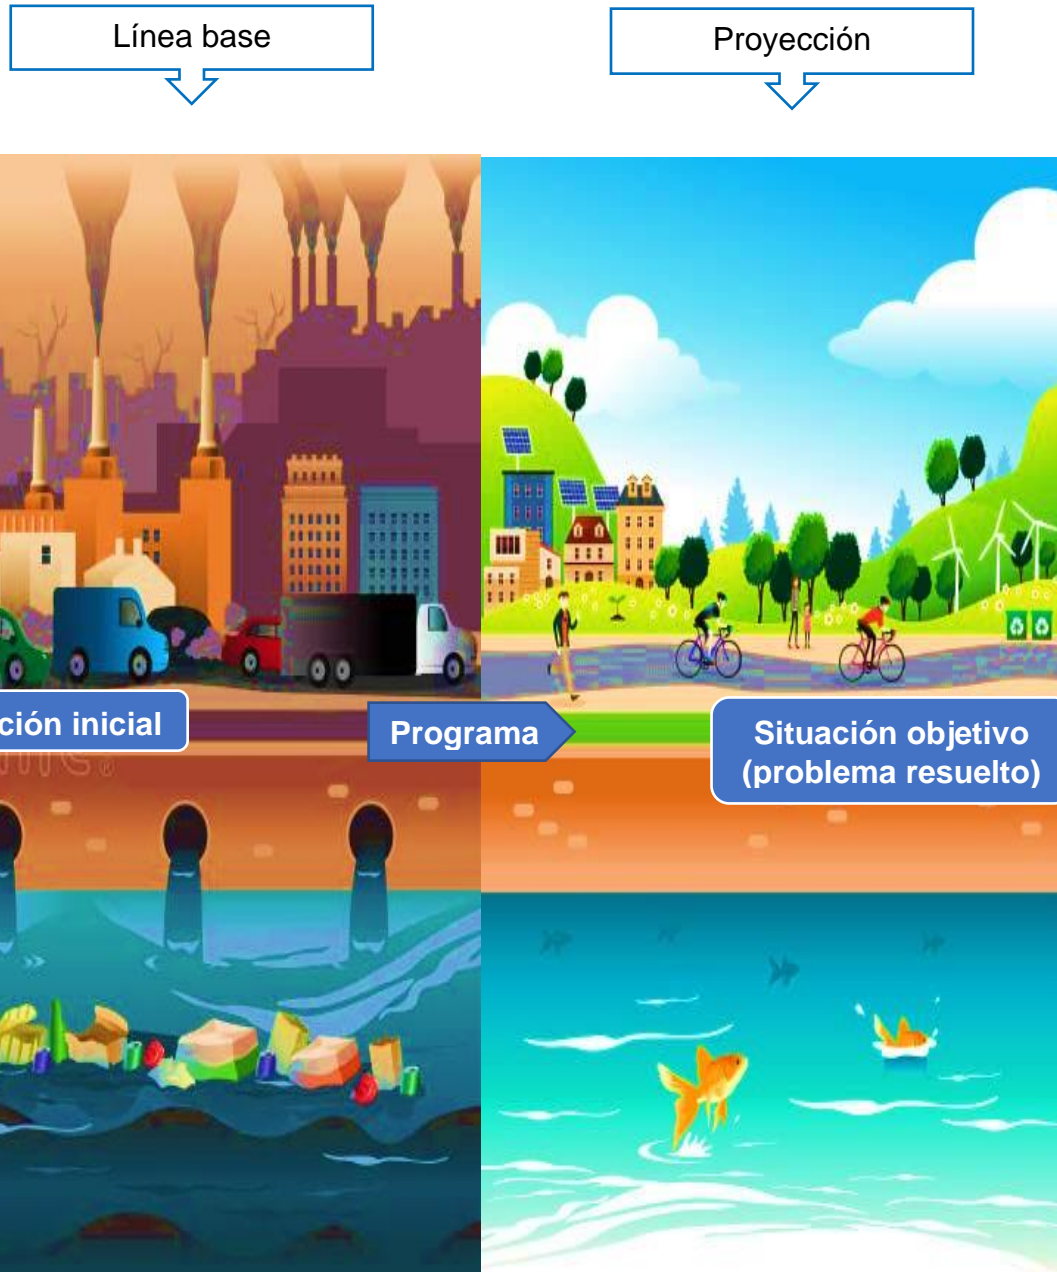 Línea base
Proyección
ción inicial
Programa
Situación objetivo
(problema resuelto)